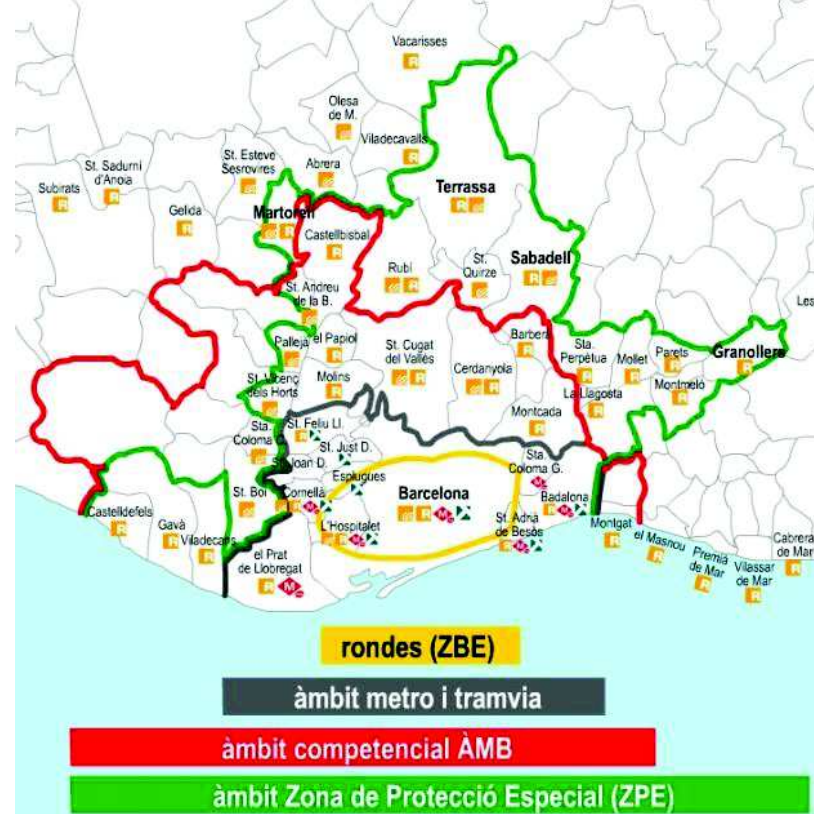 Vacarisses
R
Olesa
de M.
Viladecavalls
R
St. Esteve
Sesrovires
Abrera
St. Sadurní
d'Anoia
R
Subirats
R
Terrassa
R
Gelida
R
Martorell
R
Castellbisbal
R
Rubí
R
St.
Quirze
Sabadell
R
Les
St. Andreu
de la B.
Pallejà
el Papiol
R
St. Cugat
del Vallès
R
Cerdanyola
R
Barberà
R
Sta.
Perpètua
R
Mollet
R
Parets
R
Granollers
R
La Llagosta
R
Montmeló
R
St. Vicenç
dels Horts
Molins
R
Montcada
R
Sta.
Coloma
St. Feliu Ll.
R
St. Just D.
St. Joan D.
Esplugues
Sta.
Coloma G.
M
St. Boi
Cornellà
R M
Barcelona
R M
Badalona
R M
Castelldefels
R
Gavà
R
Viladecans
R
L'Hospitalet
R M
St. Adrià
de Besòs
R M
Montgat
R
el Masnou
R
Premià
de Mar
R
Vilassar
de Mar
R
Cabrera
de Mar
R
el Prat
de Llobregat
R M
rondes (ZBE)
àmbit metro i tramvia
àmbit competencial ÀMB
àmbit Zona de Protecció Especial (ZPE)